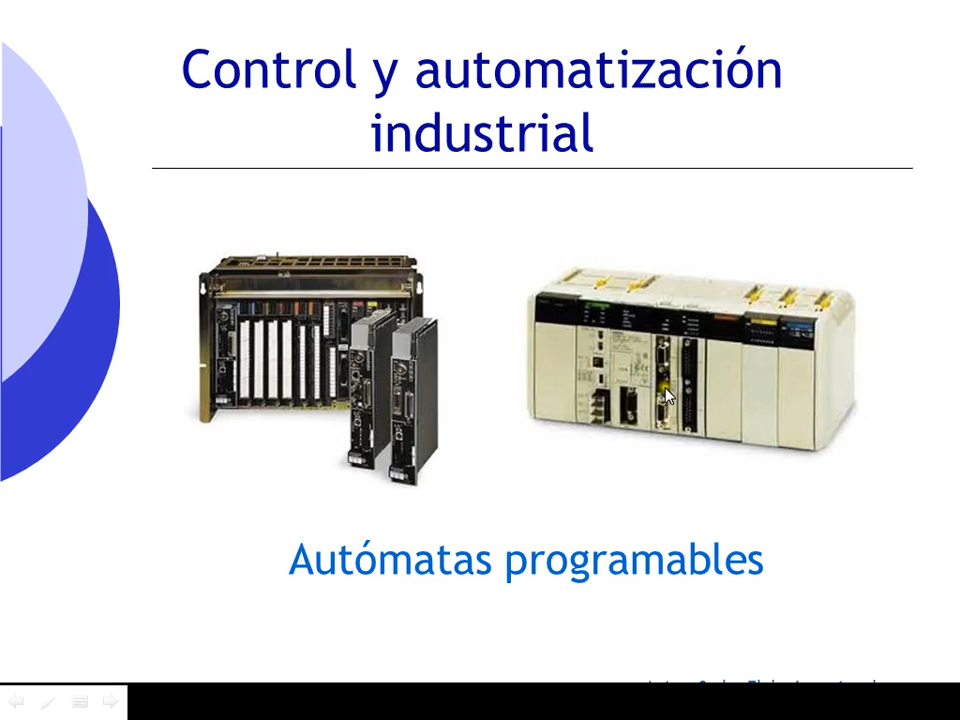 Control y automatización
industrial
Autómatas programables